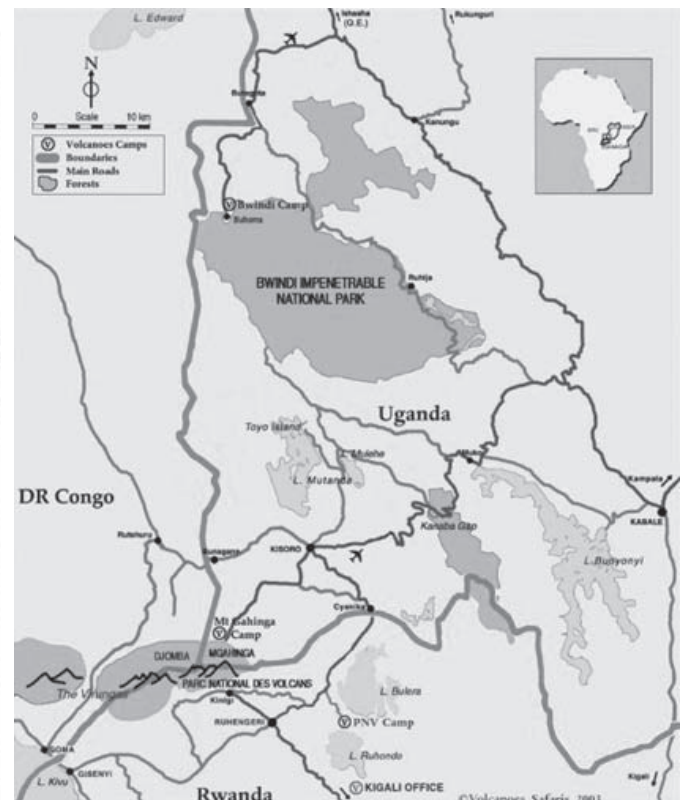 L. Edward
Ishasha
(Q.E.)
Rukunguri
N
0 Scale 10 km
V Volcanoes Camps
Boundaries
Main Roads
Forests
Kanungu
V Bwindi Camp
Buhoma
BWINDI IMPENETRABLE
NATIONAL PARK
Ruhija
Uganda
Toyo Island
L. Mulehe
L. Mutanda
DR Congo
Kampala
KABALE
Kanaba Gap
Rutshuru
Bunagana
KISORO
L. Bunyonyi
Cyanika
Mt Gahinga
V Camp
DJOMBA
MGAHINGA
PARC NATIONAL DES VOLCANS
The Virungas
Kinigi
L. Bulera
RUHENGERI
V PNV Camp
GOMA
L. Ruhondo
GISENYI
L. Kivu
Kigali
V KIGALI OFFICE
Rwanda
©Volcanoes Safaris 2003